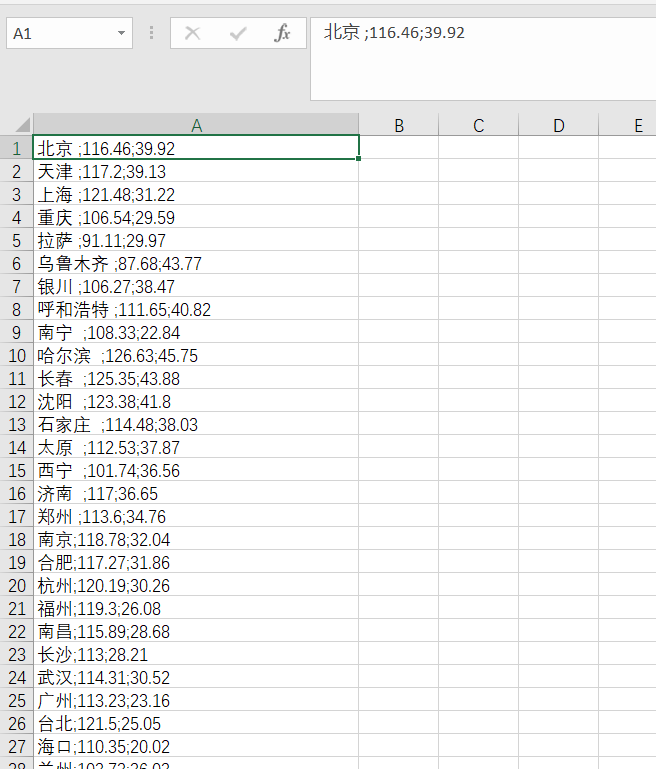 A1
fx
北京 ;116.46;39.92
A B C D E
1 北京 ;116.46;39.92
2 天津 ;117.2;39.13
3 上海 ;121.48;31.22
4 重庆 ;106.54;29.59
5 拉萨 ;91.11;29.97
6 乌鲁木齐 ;87.68;43.77
7 银川 ;106.27;38.47
8 呼和浩特 ;111.65;40.82
9 南宁  ;108.33;22.84
10 哈尔滨  ;126.63;45.75
11 长春  ;125.35;43.88
12 沈阳  ;123.38;41.8
13 石家庄  ;114.48;38.03
14 太原  ;112.53;37.87
15 西宁  ;101.74;36.56
16 济南  ;117;36.65
17 郑州 ;113.6;34.76
18 南京;118.78;32.04
19 合肥;117.27;31.86
20 杭州;120.19;30.26
21 福州;119.3;26.08
22 南昌;115.89;28.68
23 长沙;113;28.21
24 武汉;114.31;30.52
25 广州;113.23;23.16
26 台北;121.5;25.05
27 海口;110.35;20.02
28 兰州;103.73;36.03